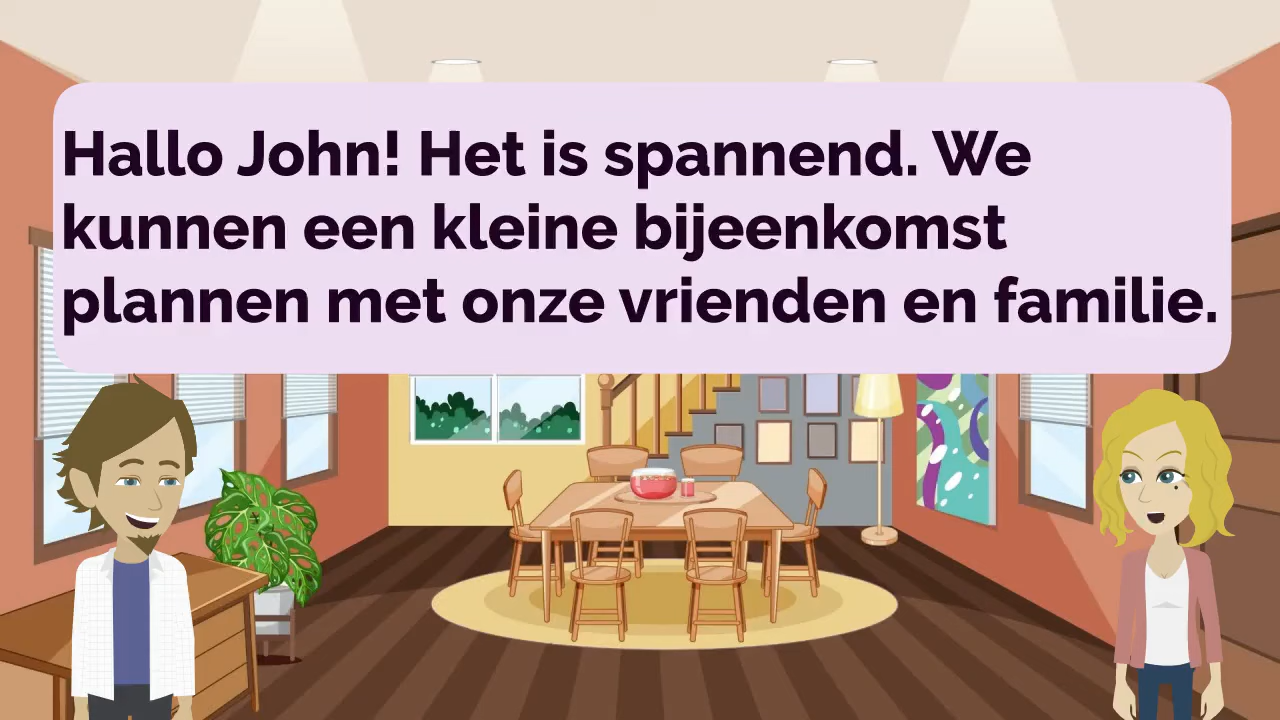 Hallo John! Het is spannend. We
kunnen een kleine bijeenkomst
plannen met onze vrienden en familie.